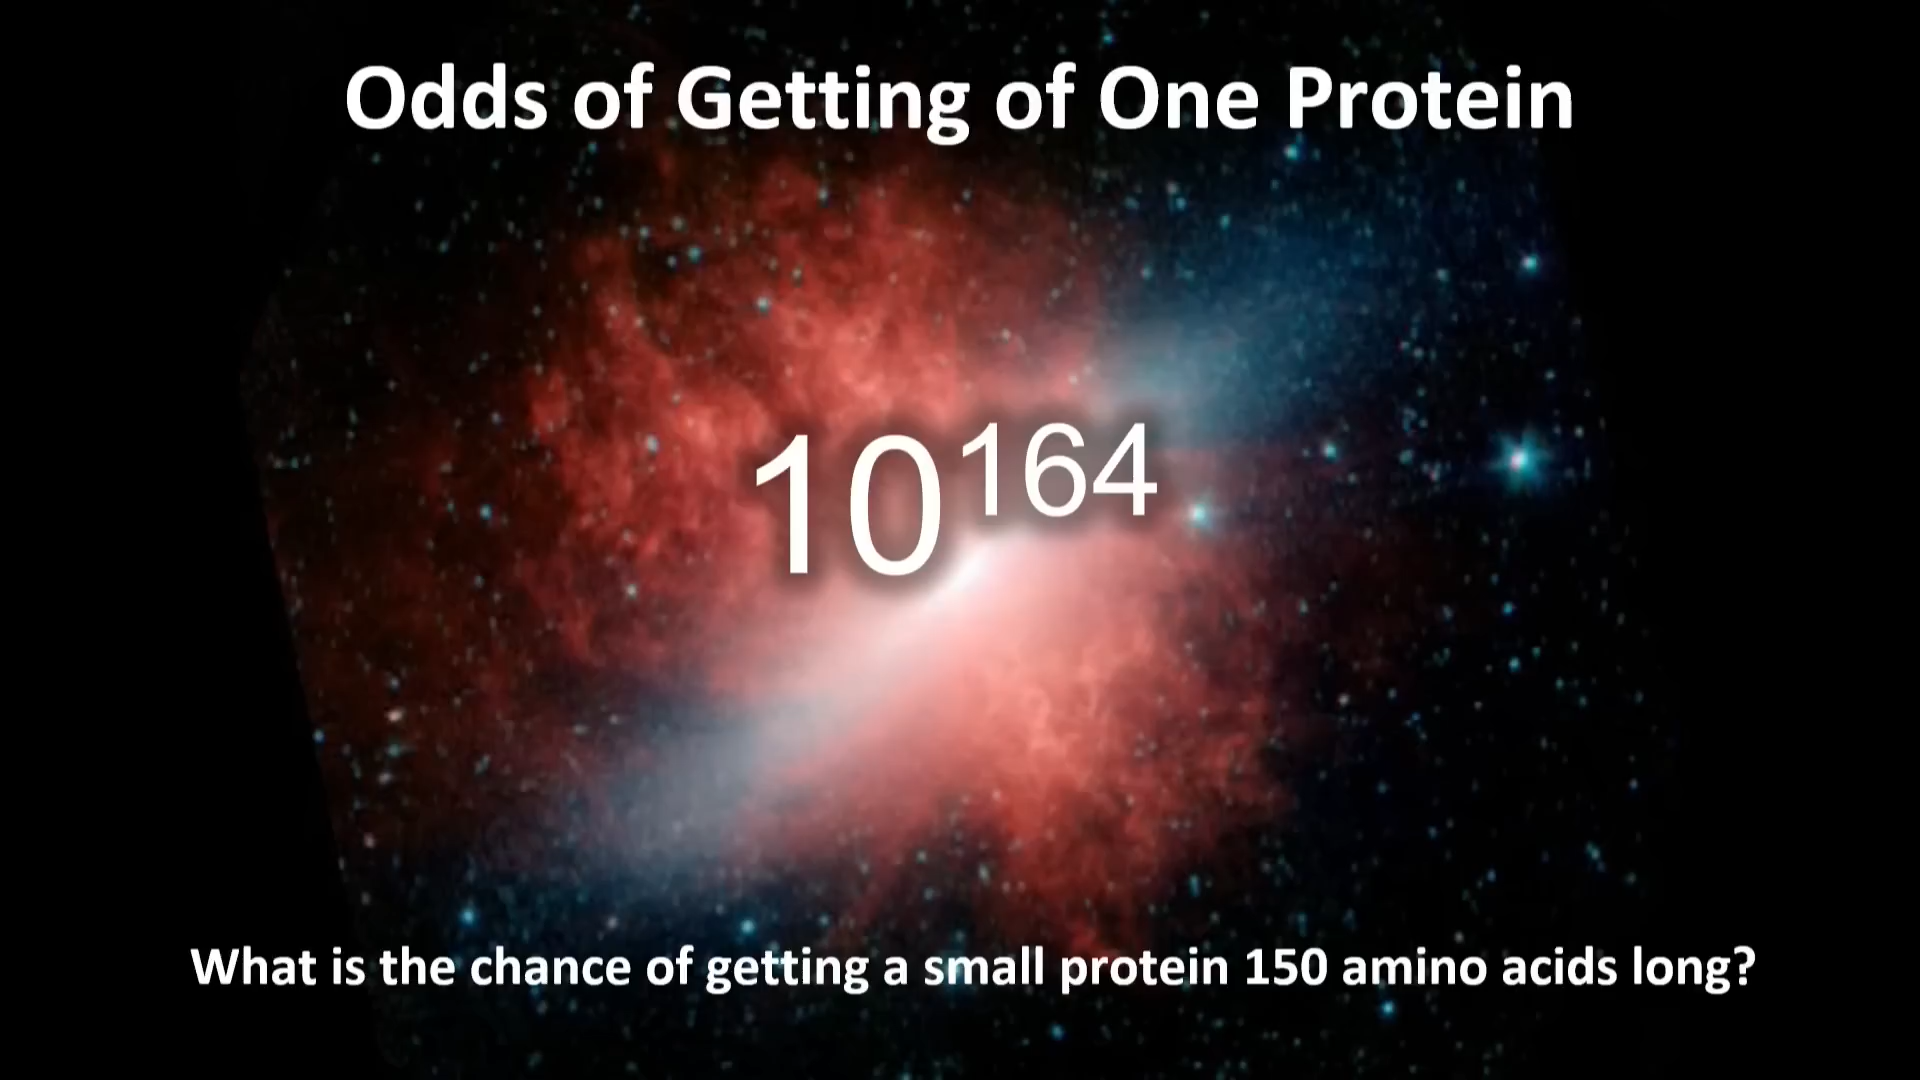 Odds of Getting of One Protein
10¹⁶⁴
What is the chance of getting a small protein 150 amino acids long?